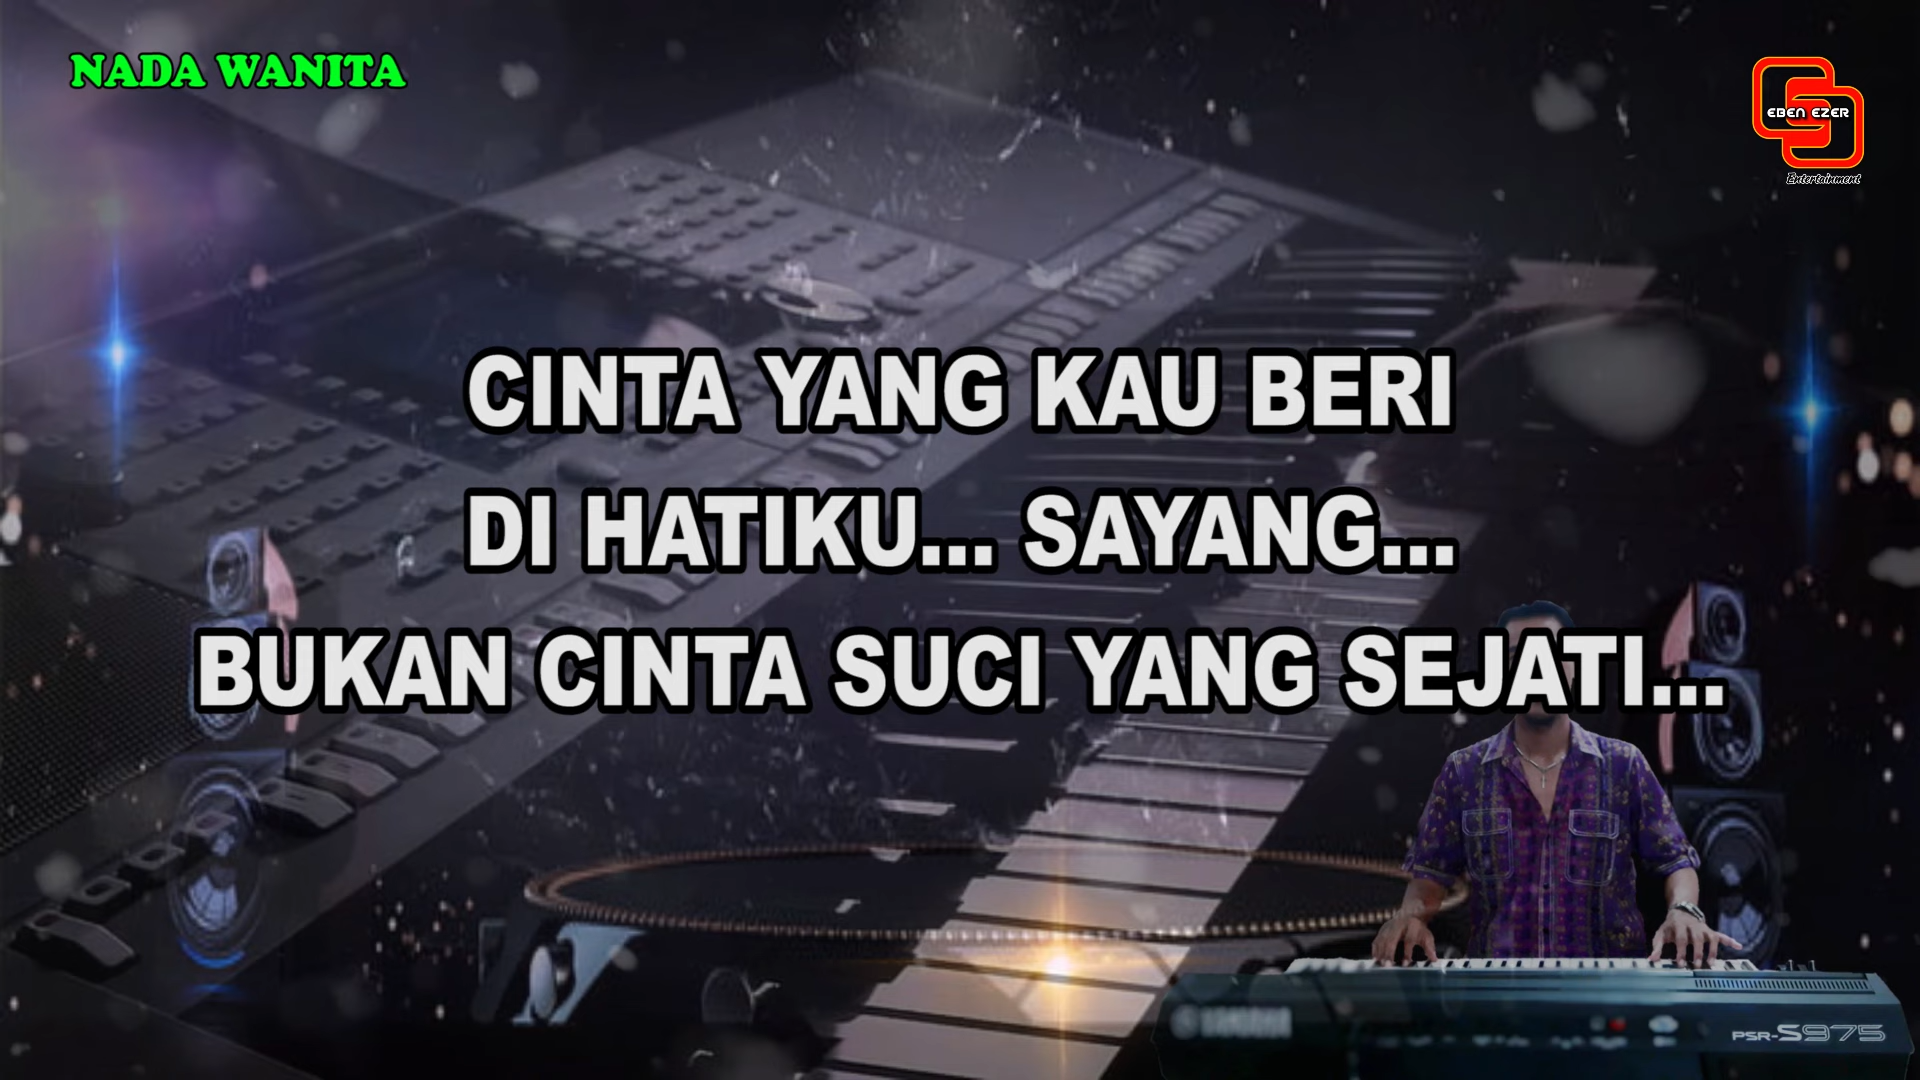 NADA WANITA
EBEN EZER
Entertainment
CINTA YANG KAU BERI
DI HATIKU... SAYANG...
BUKAN CINTA SUCI YANG SEJATI...
PSR-S975